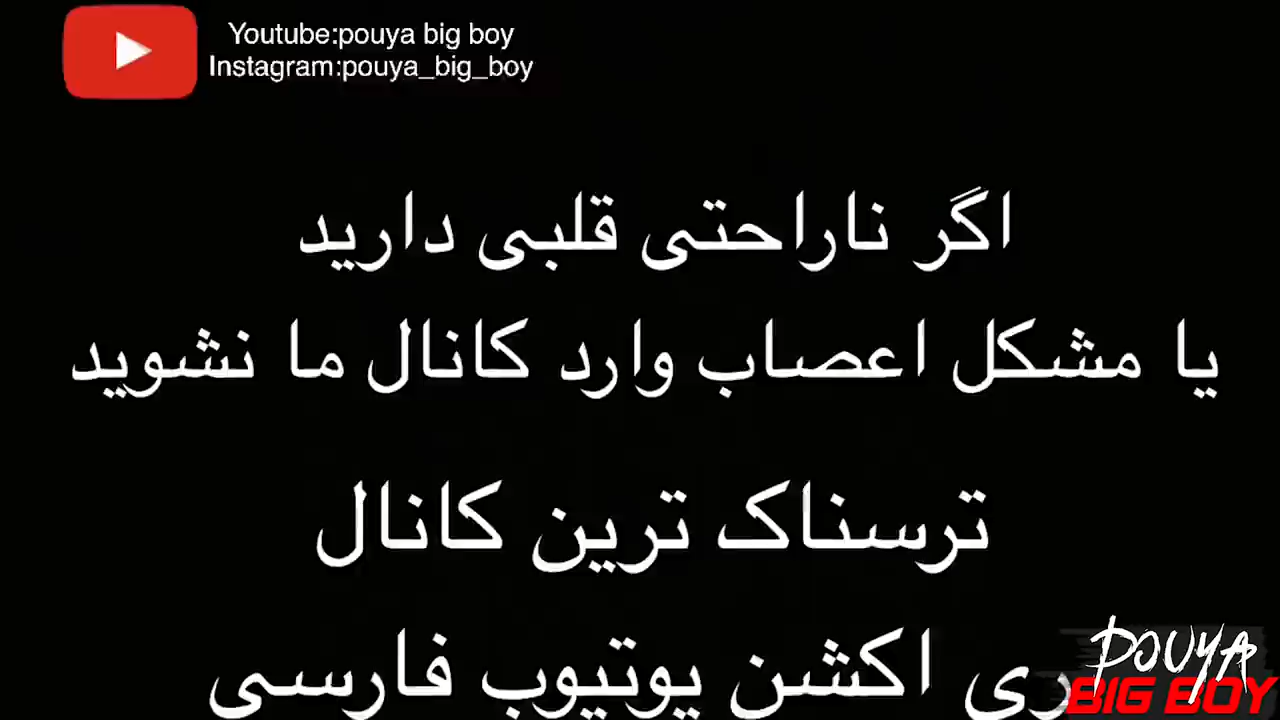 Youtube:pouya big boy
Instagram:pouya_big_boy
اگر ناراحتی قلبی دارید
یا مشکل اعصاب وارد کانال ما نشوید
ترسناک ترین کانال
ری اکشن یوتیوب فارسی
POUYA
BIG BOY